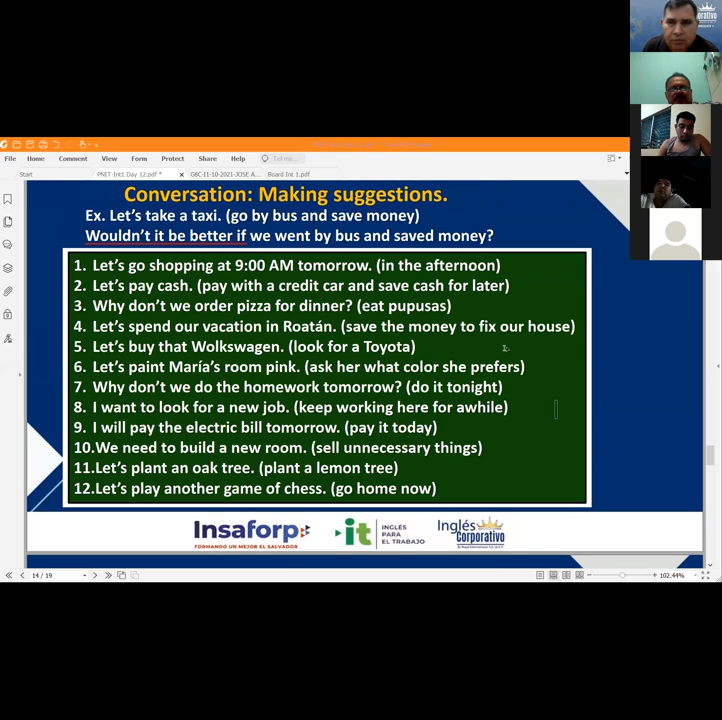 File Home Comment View Form Protect Share Help Tell me...
Start PNIT-Int1 Day 12.pdf * GBC-I1-10-2021-JOSE A... Board Int 1.pdf
Conversation: Making suggestions.
Ex. Let's take a taxi. (go by bus and save money)
Wouldn't it be better if we went by bus and saved money?
1. Let's go shopping at 9:00 AM tomorrow. (in the afternoon)
2. Let's pay cash. (pay with a credit car and save cash for later)
3. Why don't we order pizza for dinner? (eat pupusas)
4. Let's spend our vacation in Roatán. (save the money to fix our house)
5. Let's buy that Wolkswagen. (look for a Toyota)
6. Let's paint María's room pink. (ask her what color she prefers)
7. Why don't we do the homework tomorrow? (do it tonight)
8. I want to look for a new job. (keep working here for awhile)
9. I will pay the electric bill tomorrow. (pay it today)
10.We need to build a new room. (sell unnecessary things)
11.Let's plant an oak tree. (plant a lemon tree)
12.Let's play another game of chess. (go home now)
Insaforp
FORMANDO UN MEJOR EL SALVADOR
it
INGLÉS
PARA
EL TRABAJO
Inglés
Corporativo
14 / 19
102.44%